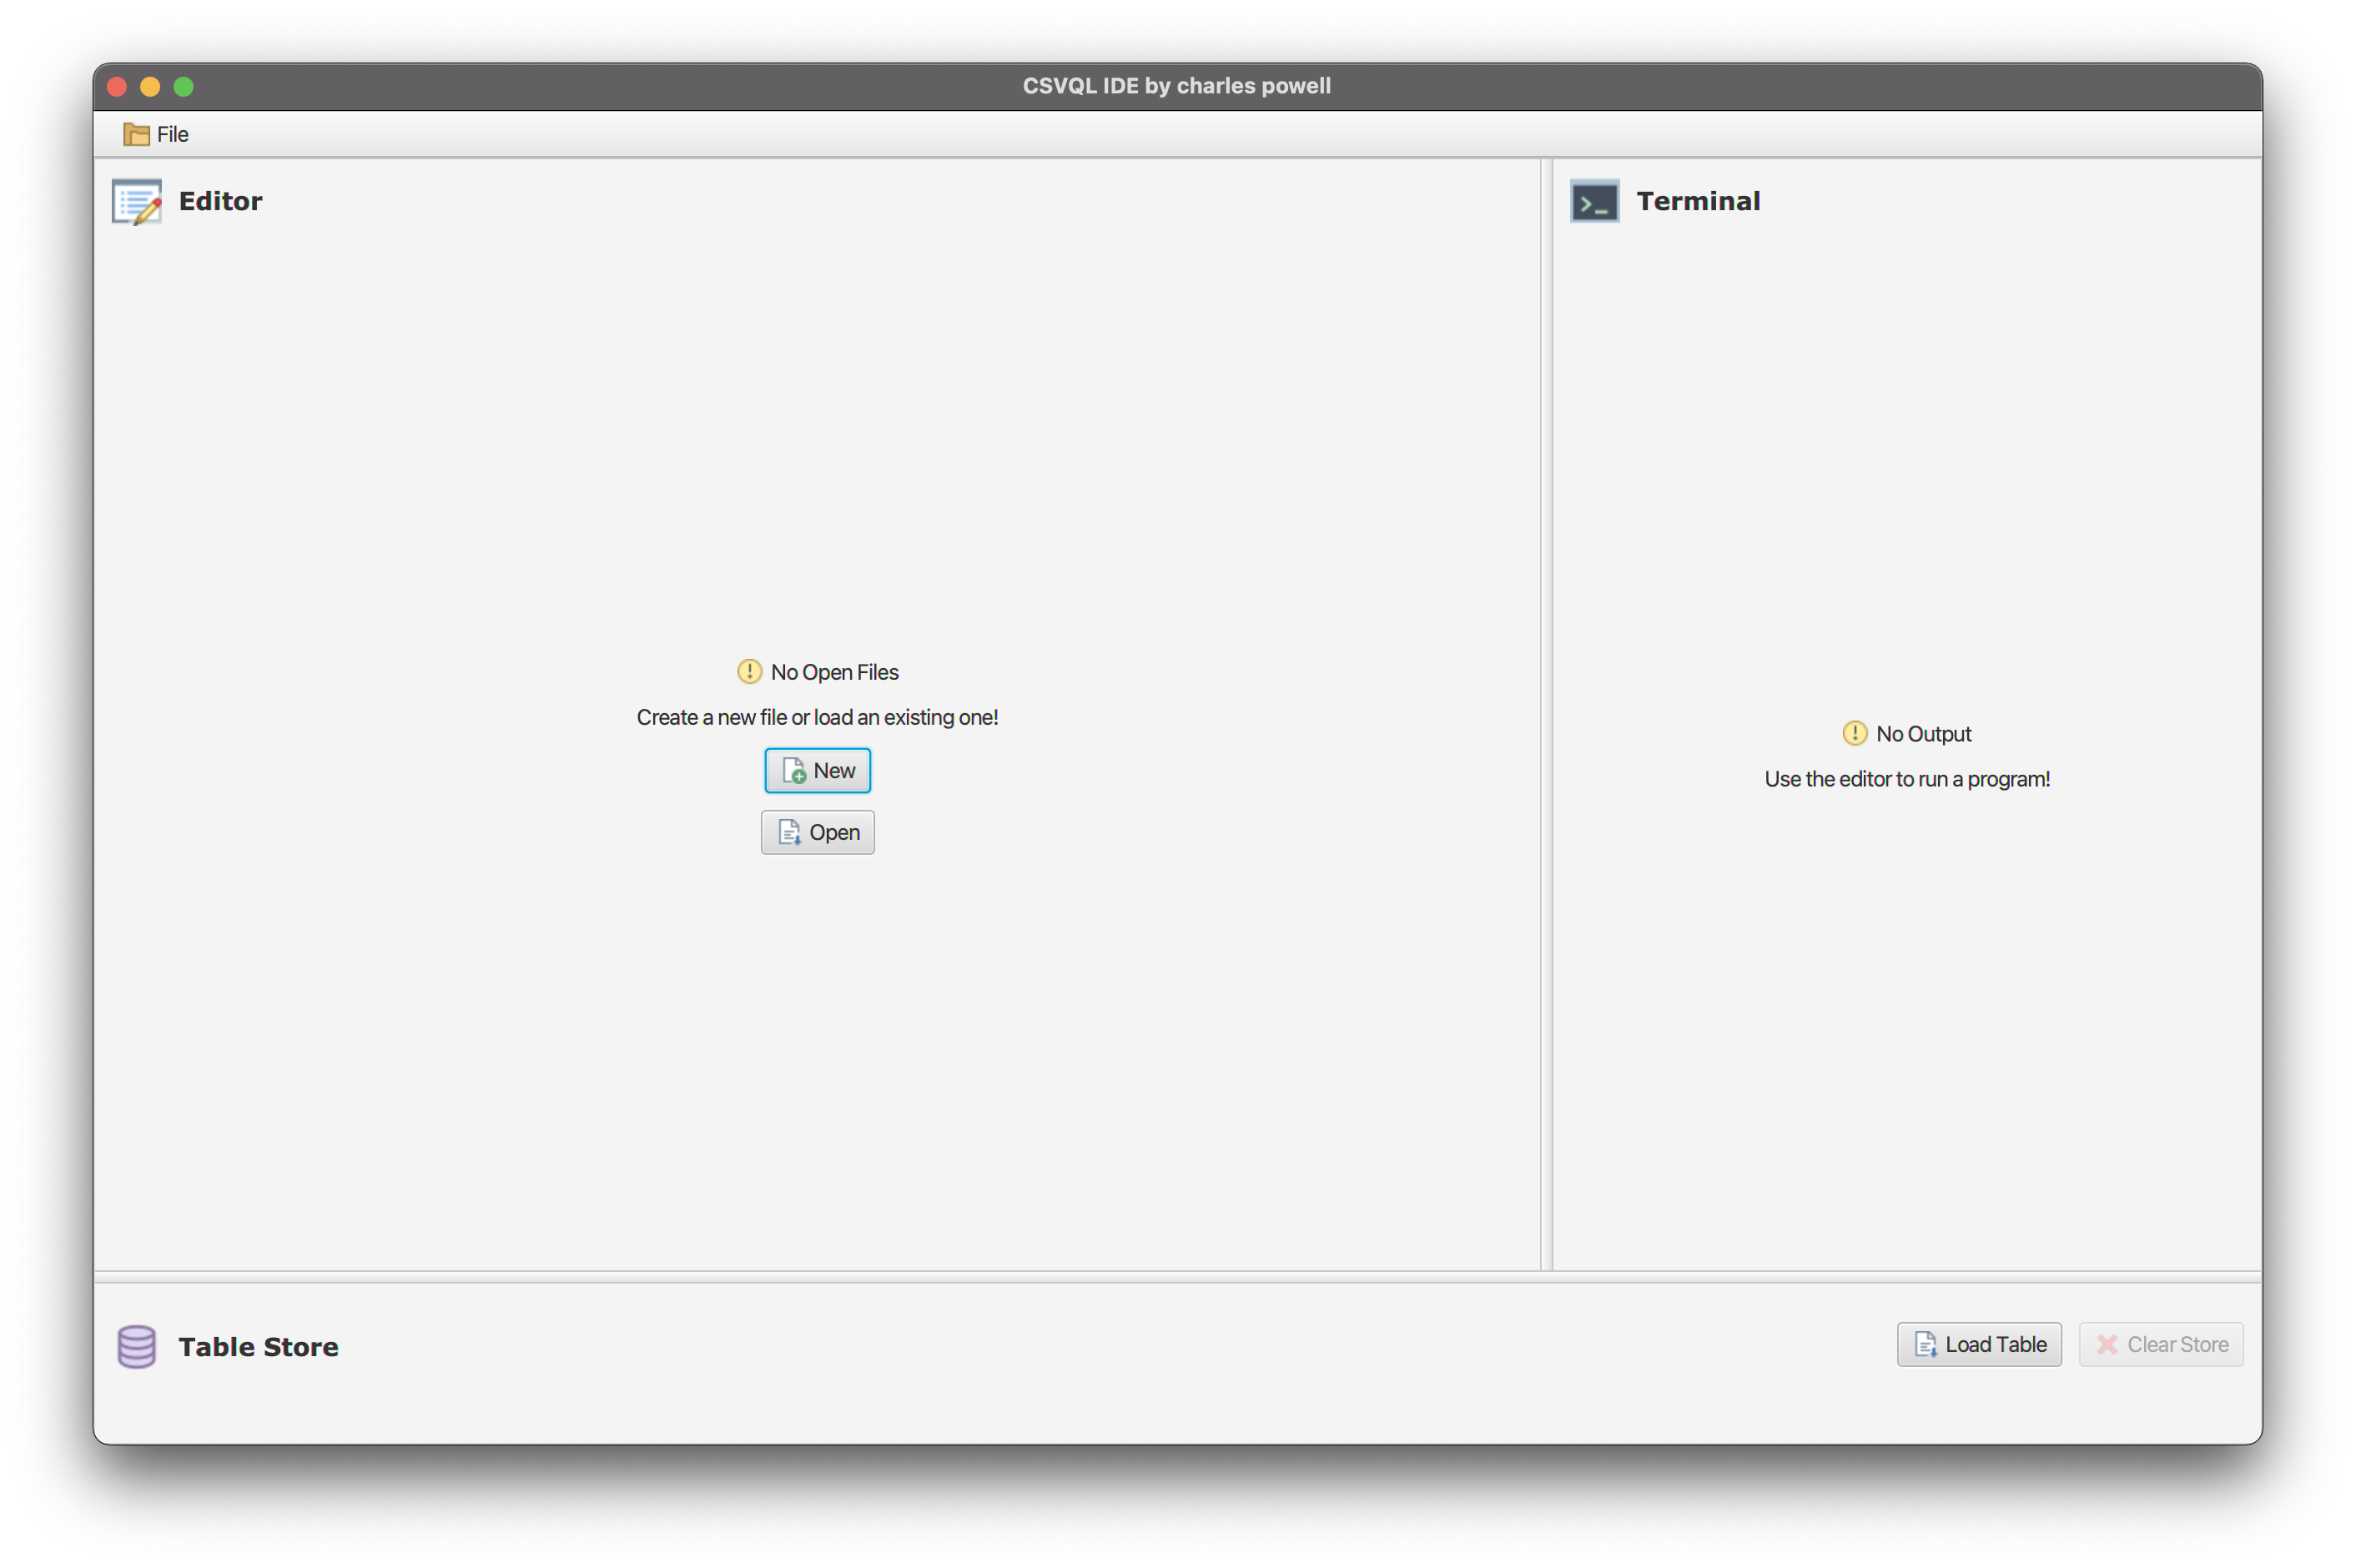 CSVQL IDE by charles powell
File
Editor
Terminal
No Open Files
Create a new file or load an existing one!
New
Open
No Output
Use the editor to run a program!
Table Store
Load Table
Clear Store